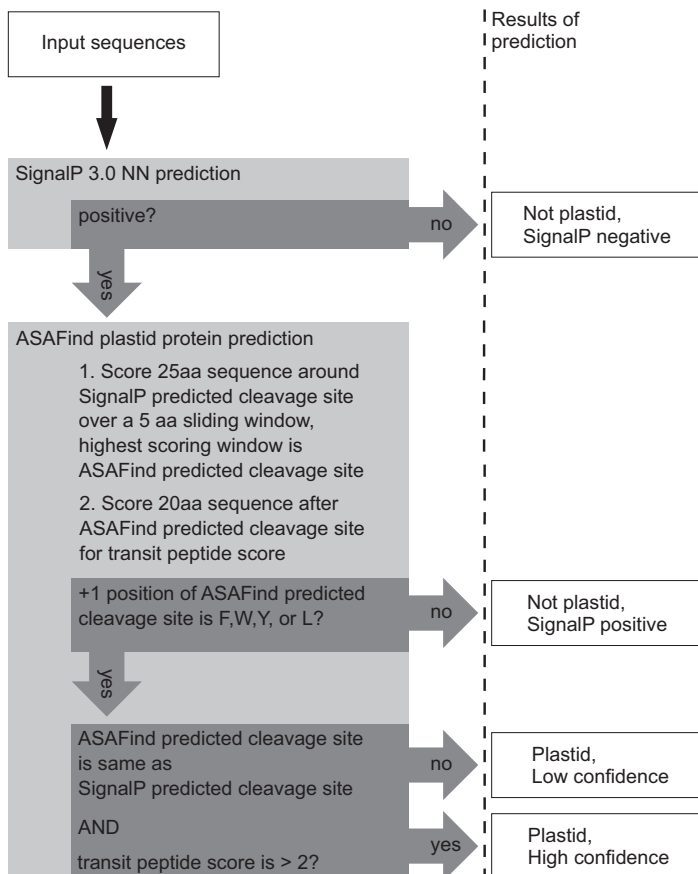 Input sequences
Results of
prediction
SignalP 3.0 NN prediction
positive?
no
Not plastid,
SignalP negative
yes
ASAFind plastid protein prediction
1. Score 25aa sequence around
SignalP predicted cleavage site
over a 5 aa sliding window,
highest scoring window is
ASAFind predicted cleavage site
2. Score 20aa sequence after
ASAFind predicted cleavage site
for transit peptide score
+1 position of ASAFind predicted
cleavage site is F,W,Y, or L?
no
Not plastid,
SignalP positive
yes
ASAFind predicted cleavage site
is same as
SignalP predicted cleavage site
no
Plastid,
Low confidence
AND
transit peptide score is > 2?
yes
Plastid,
High confidence